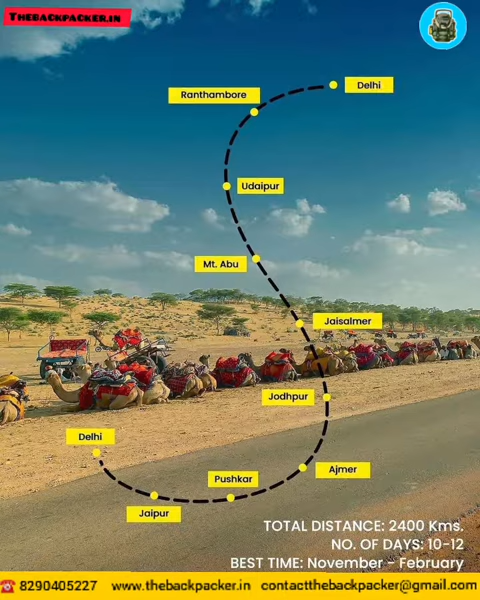 THEBACKPACKER.IN
Delhi
Ranthambore
Udaipur
Mt. Abu
Jaisalmer
Jodhpur
Ajmer
Pushkar
Jaipur
Delhi
TOTAL DISTANCE: 2400 Kms.
NO. OF DAYS: 10-12
BEST TIME: November - February
8290405227 www.thebackpacker.in contactthebackpacker@gmail.com